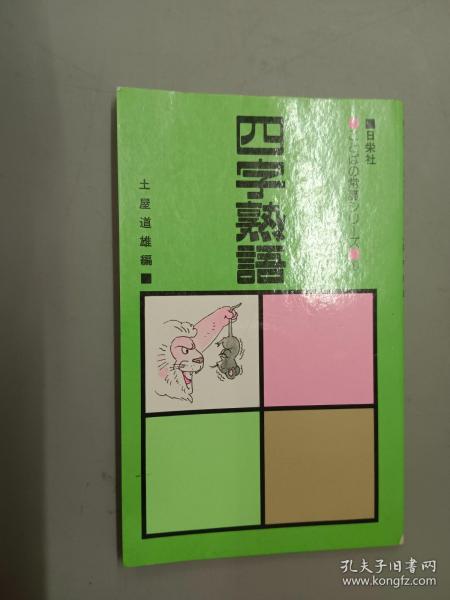 ■日栄社
ことばの常識シリーズ
四字熟語
土屋道雄編■
孔夫子旧书网
www.kongfz.com